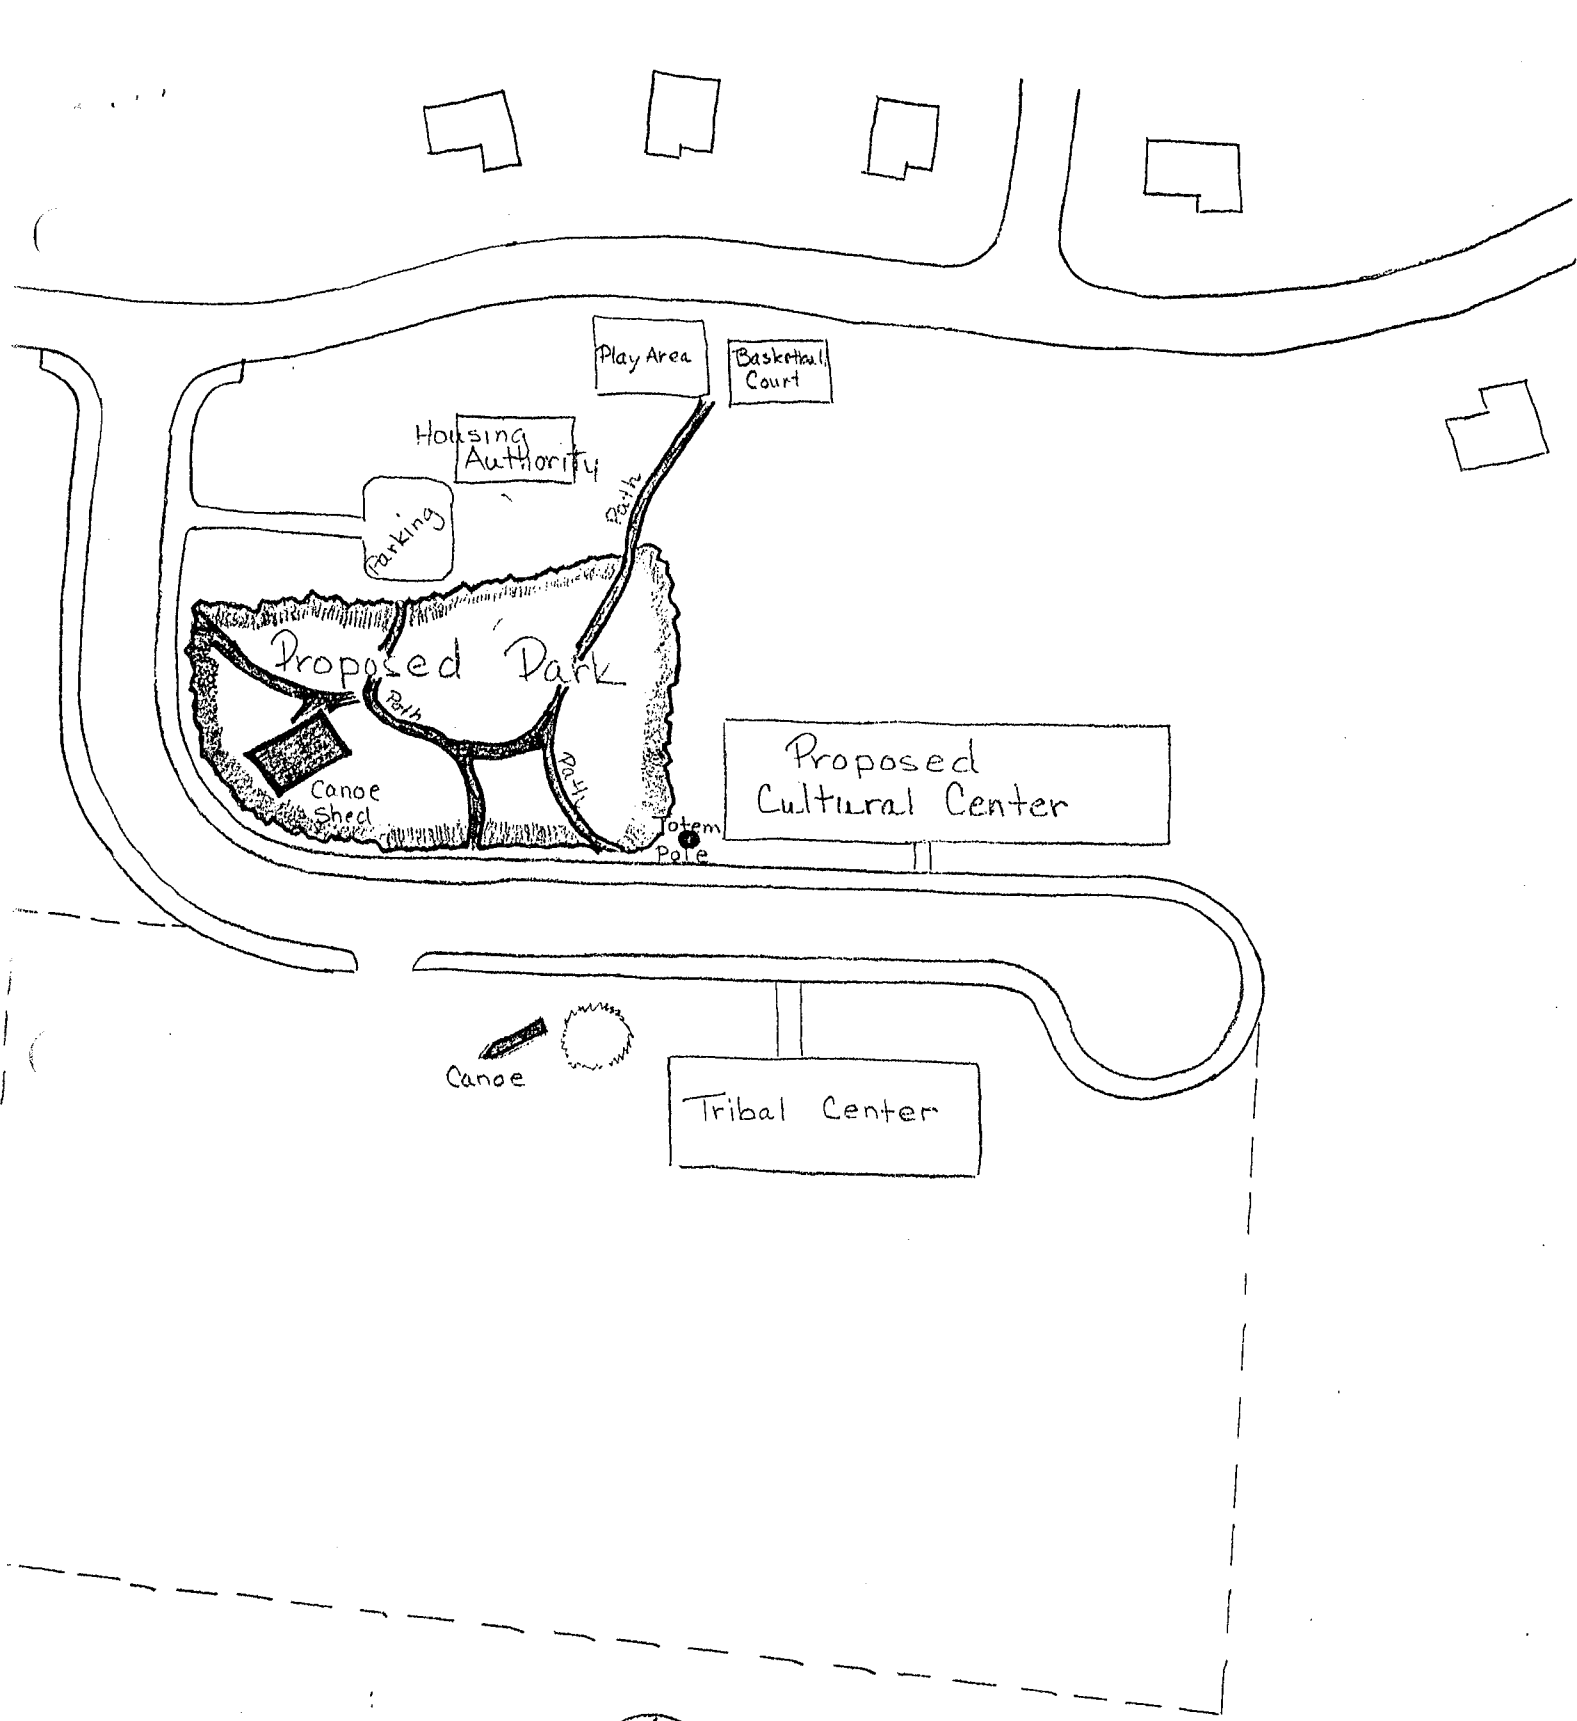 Play Area
Basketball
Court
Housing
Authority
Path
Parking
Proposed Park
Path
Path
Canoe
Shed
Totem
Pole
Proposed
Cultural Center
Canoe
Tribal Center